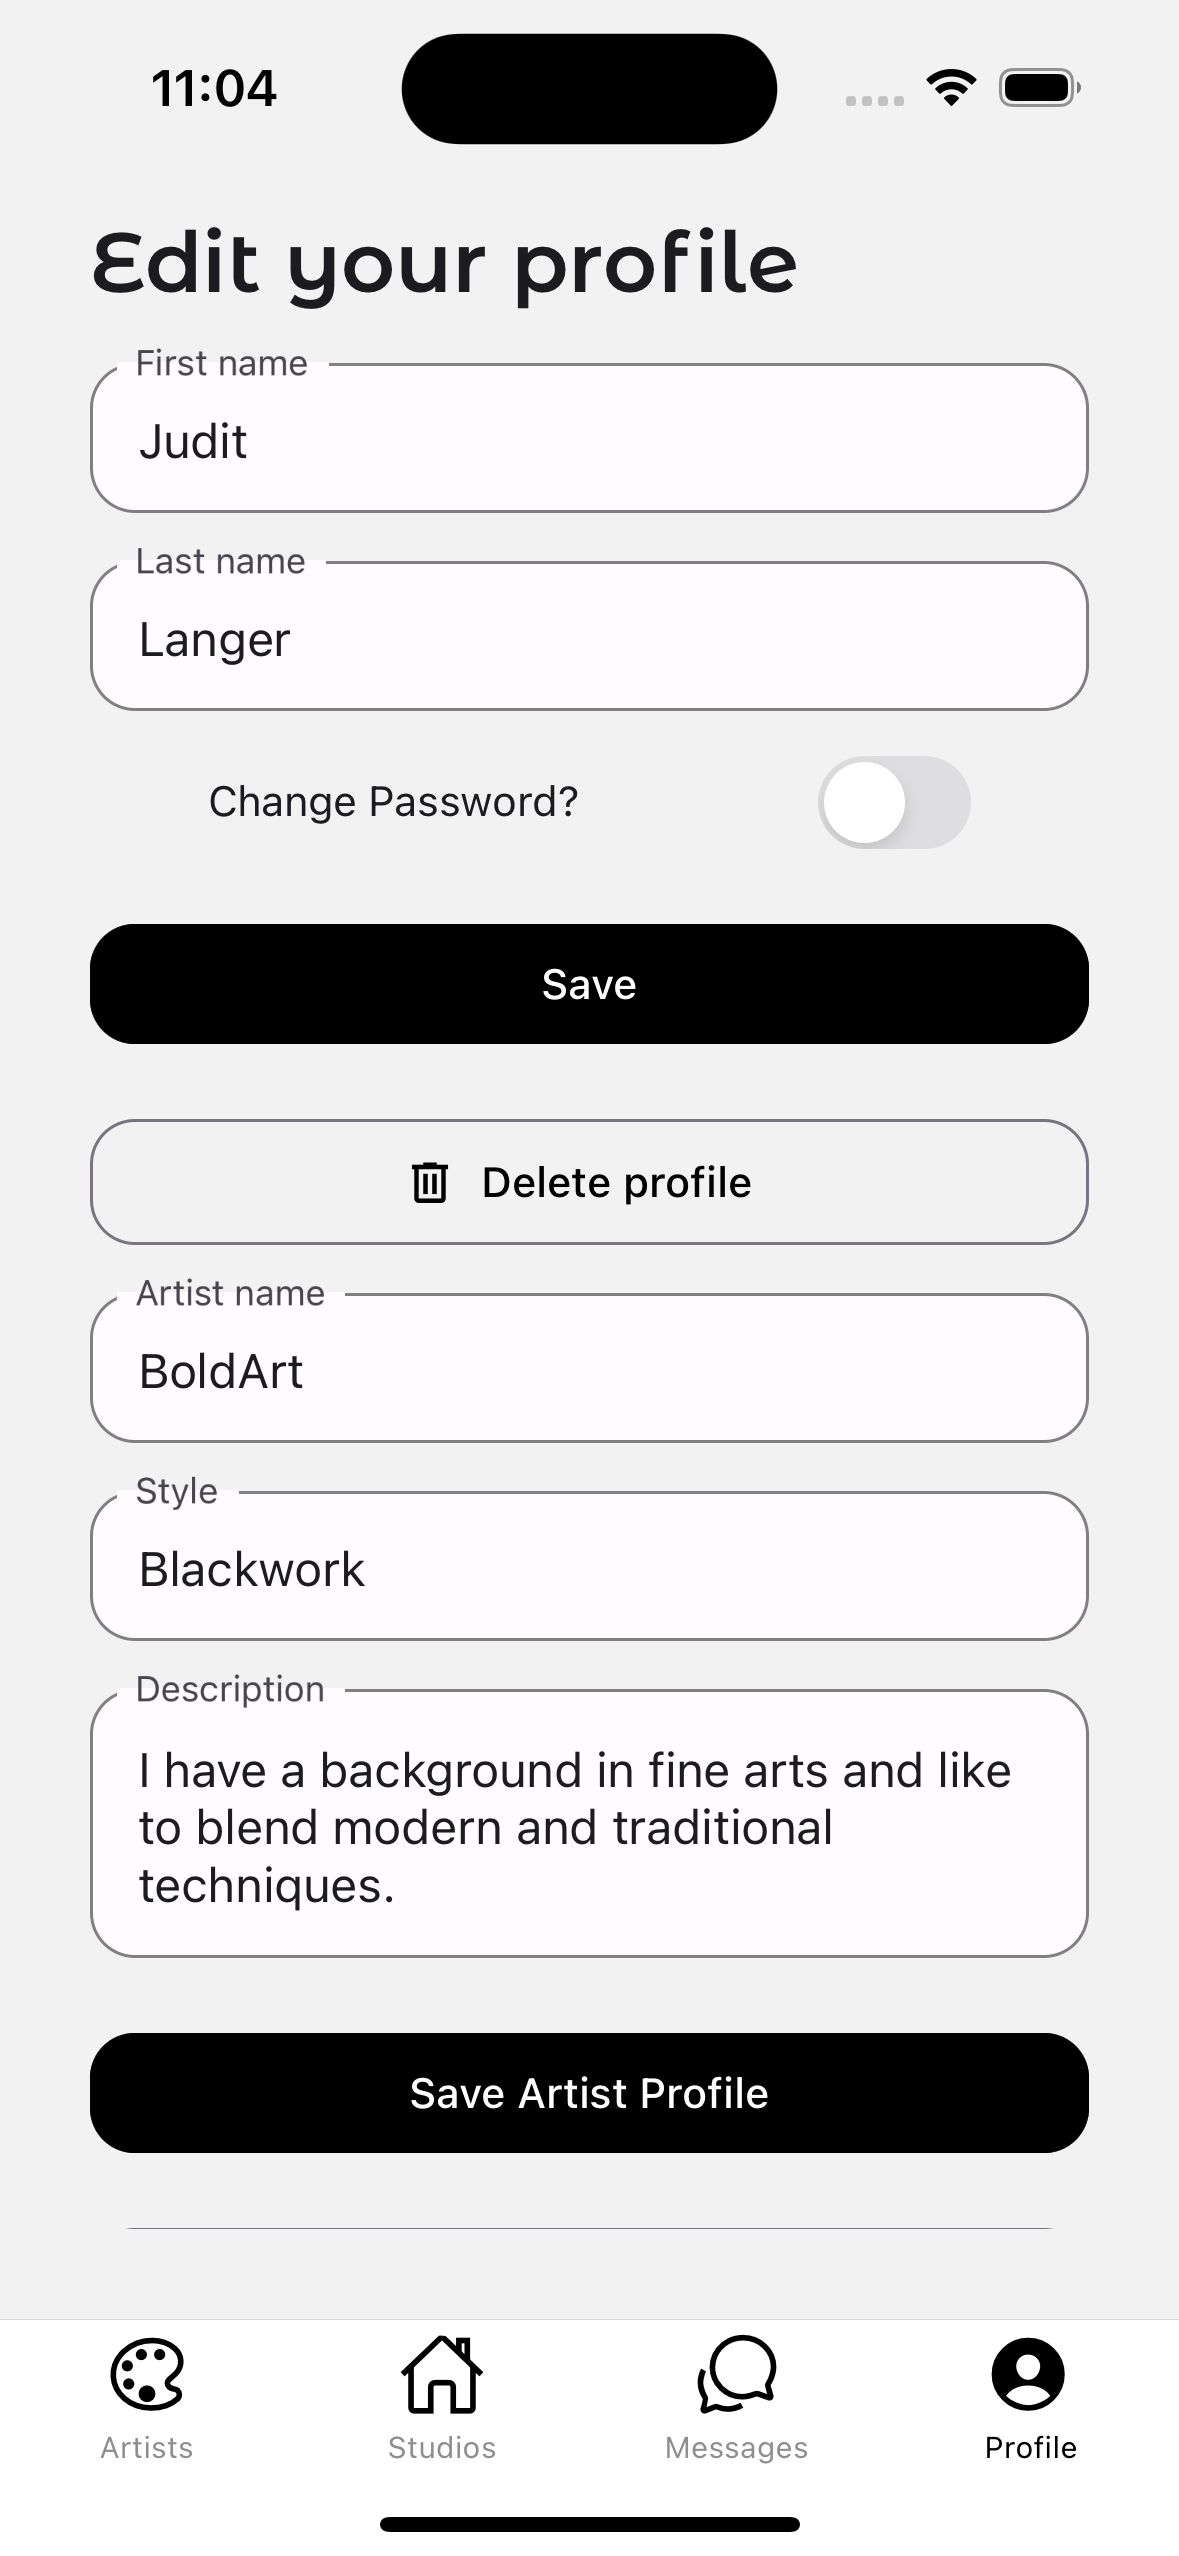 11:04
Edit your profile
First name
Judit
Last name
Langer
Change Password?
Save
Delete profile
Artist name
BoldArt
Style
Blackwork
Description
I have a background in fine arts and like
to blend modern and traditional
techniques.
Save Artist Profile
Artists
Studios
Messages
Profile